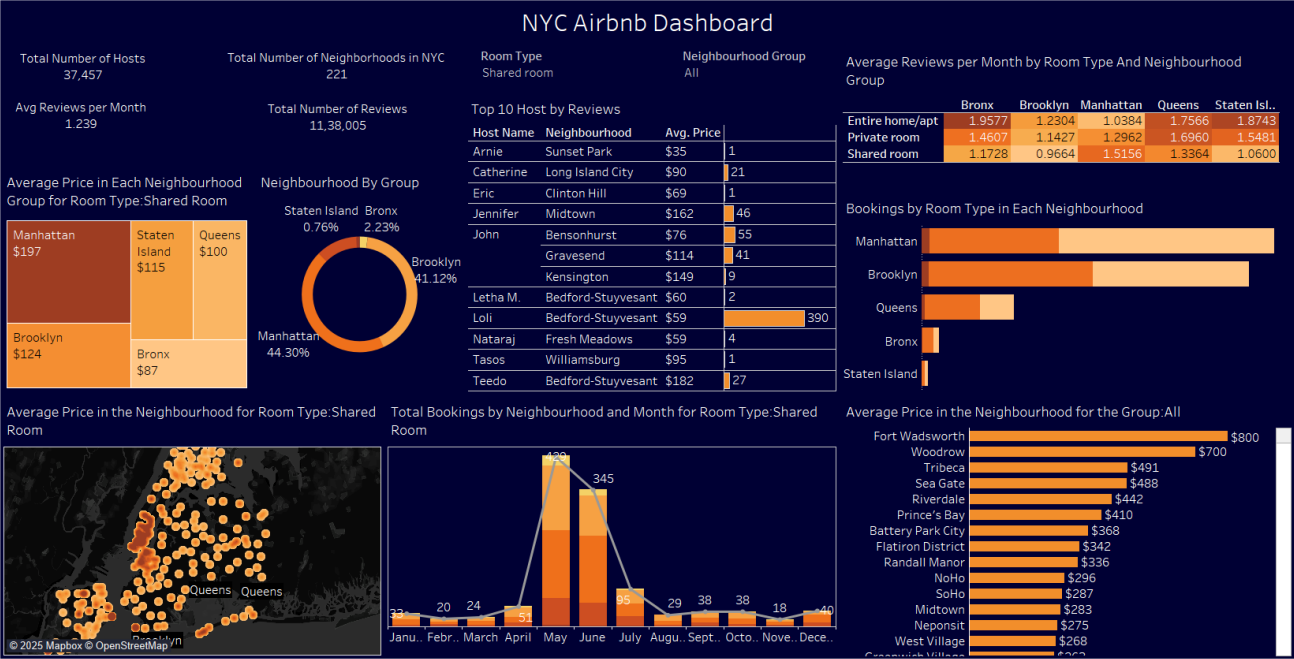 NYC Airbnb Dashboard
Total Number of Hosts
37,457
Total Number of Neighborhoods in NYC
221
Avg Reviews per Month
1.239
Total Number of Reviews
11,38,005
Room Type
Shared room
Neighbourhood Group
All
Average Price in Each Neighbourhood
Group for Room Type:Shared Room
Manhattan
$197
Staten
Island
$115
Queens
$100
Brooklyn
$124
Bronx
$87
Neighbourhood By Group
Staten Island
0.76%
Bronx
2.23%
Brooklyn
41.12%
Manhattan
44.30%
Top 10 Host by Reviews
Host Name Neighbourhood Avg. Price
Arnie Sunset Park $35 1
Catherine Long Island City $90 21
Eric Clinton Hill $69 1
Jennifer Midtown $162 46
John Bensonhurst $76 55
Gravesend $114 41
Kensington $149 9
Letha M. Bedford-Stuyvesant $60 2
Loli Bedford-Stuyvesant $59 390
Nataraj Fresh Meadows $59 4
Tasos Williamsburg $95 1
Teedo Bedford-Stuyvesant $182 27
Average Reviews per Month by Room Type And Neighbourhood
Group
Bronx Brooklyn Manhattan Queens Staten Isl..
Entire home/apt 1.9577 1.2304 1.0384 1.7566 1.8743
Private room 1.4607 1.1427 1.2962 1.6960 1.5481
Shared room 1.1728 0.9664 1.5156 1.3364 1.0600
Bookings by Room Type in Each Neighbourhood
Manhattan
Brooklyn
Queens
Bronx
Staten Island
Average Price in the Neighbourhood for Room Type:Shared
Room
Queens Queens
Brooklyn
© 2025 Mapbox © OpenStreetMap
Total Bookings by Neighbourhood and Month for Room Type:Shared
Room
33 20 24 51 429 345 95 29 38 38 18 40
Janu.. Febr.. March April May June July Augu.. Sept.. Octo.. Nove.. Dece..
Average Price in the Neighbourhood for the Group:All
Fort Wadsworth $800
Woodrow $700
Tribeca $491
Sea Gate $488
Riverdale $442
Prince's Bay $410
Battery Park City $368
Flatiron District $342
Randall Manor $336
NoHo $296
SoHo $287
Midtown $283
Neponsit $275
West Village $268
Greenwich Village $263